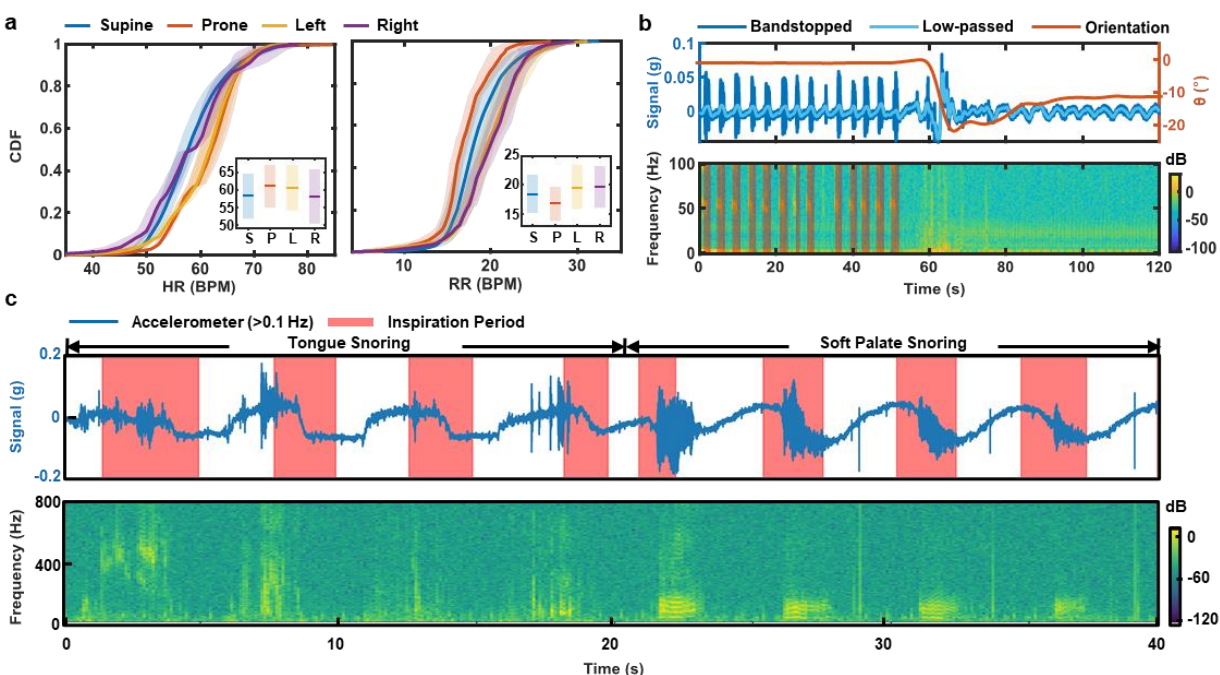 a
Supine Prone Left Right
1
0.8
0.6
0.4
0.2
0
CDF
40 50 60 70 80
HR (BPM)
65
60
55
50
S P L R
10 20 30
RR (BPM)
25
20
15
S P L R
b
Bandstopped Low-passed Orientation
0.1
0.05
0
Signal (g)
0
-10
-20
θ (°)
100
50
0
Frequency (Hz)
dB
0
-50
-100
0 20 40 60 80 100 120
Time (s)
c
Accelerometer (>0.1 Hz) Inspiration Period
Tongue Snoring Soft Palate Snoring
0.2
0
-0.2
Signal (g)
800
400
0
Frequency (Hz)
dB
0
-60
-120
0 10 20 30 40
Time (s)